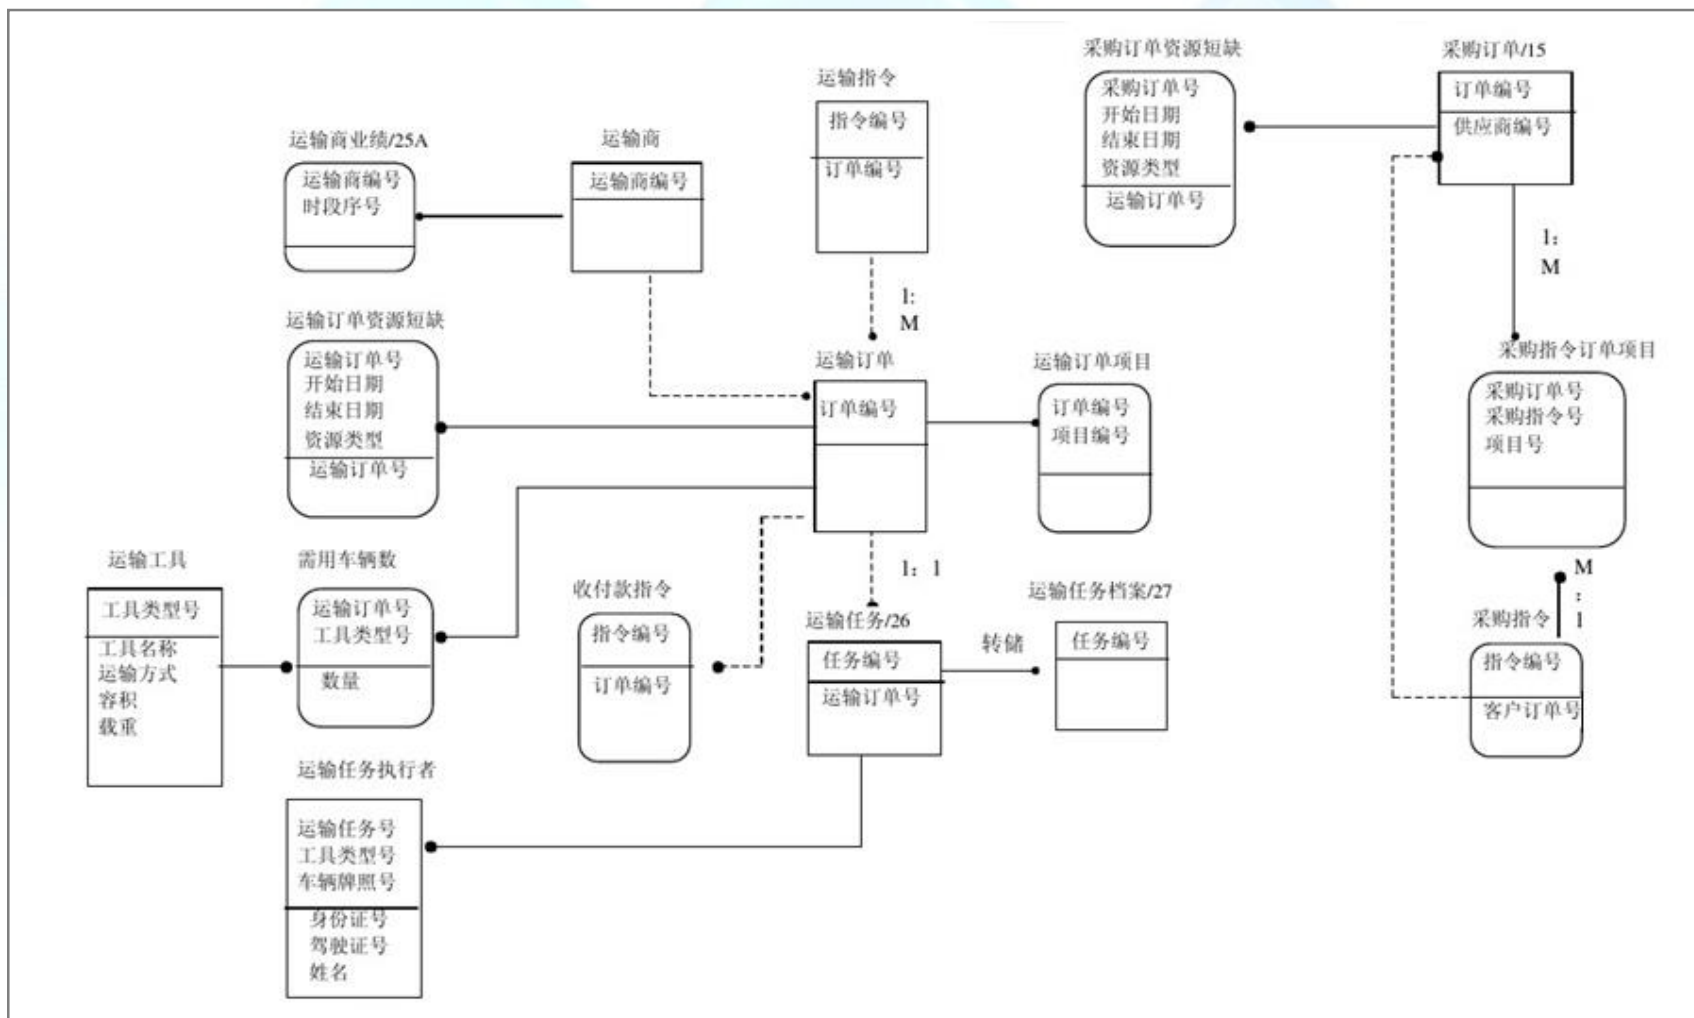 采购订单资源短缺
采购订单号
开始日期
结束日期
资源类型
运输订单号
采购订单/15
订单编号
供应商编号
运输指令
指令编号
订单编号
运输商业绩/25A
运输商编号
时段序号
运输商
运输商编号
1:
M
1:
M
运输订单资源短缺
运输订单号
开始日期
结束日期
资源类型
运输订单号
运输订单
订单编号
运输订单项目
订单编号
项目编号
采购指令订单项目
采购订单号
采购指令号
项目号
运输工具
工具类型号
工具名称
运输方式
容积
载重
需用车辆数
运输订单号
工具类型号
数量
收付款指令
指令编号
订单编号
1: 1
运输任务/26
任务编号
运输订单号
转储
运输任务档案/27
任务编号
M
:
1
采购指令
指令编号
客户订单号
运输任务执行者
运输任务号
工具类型号
车辆牌照号
身份证号
驾驶证号
姓名